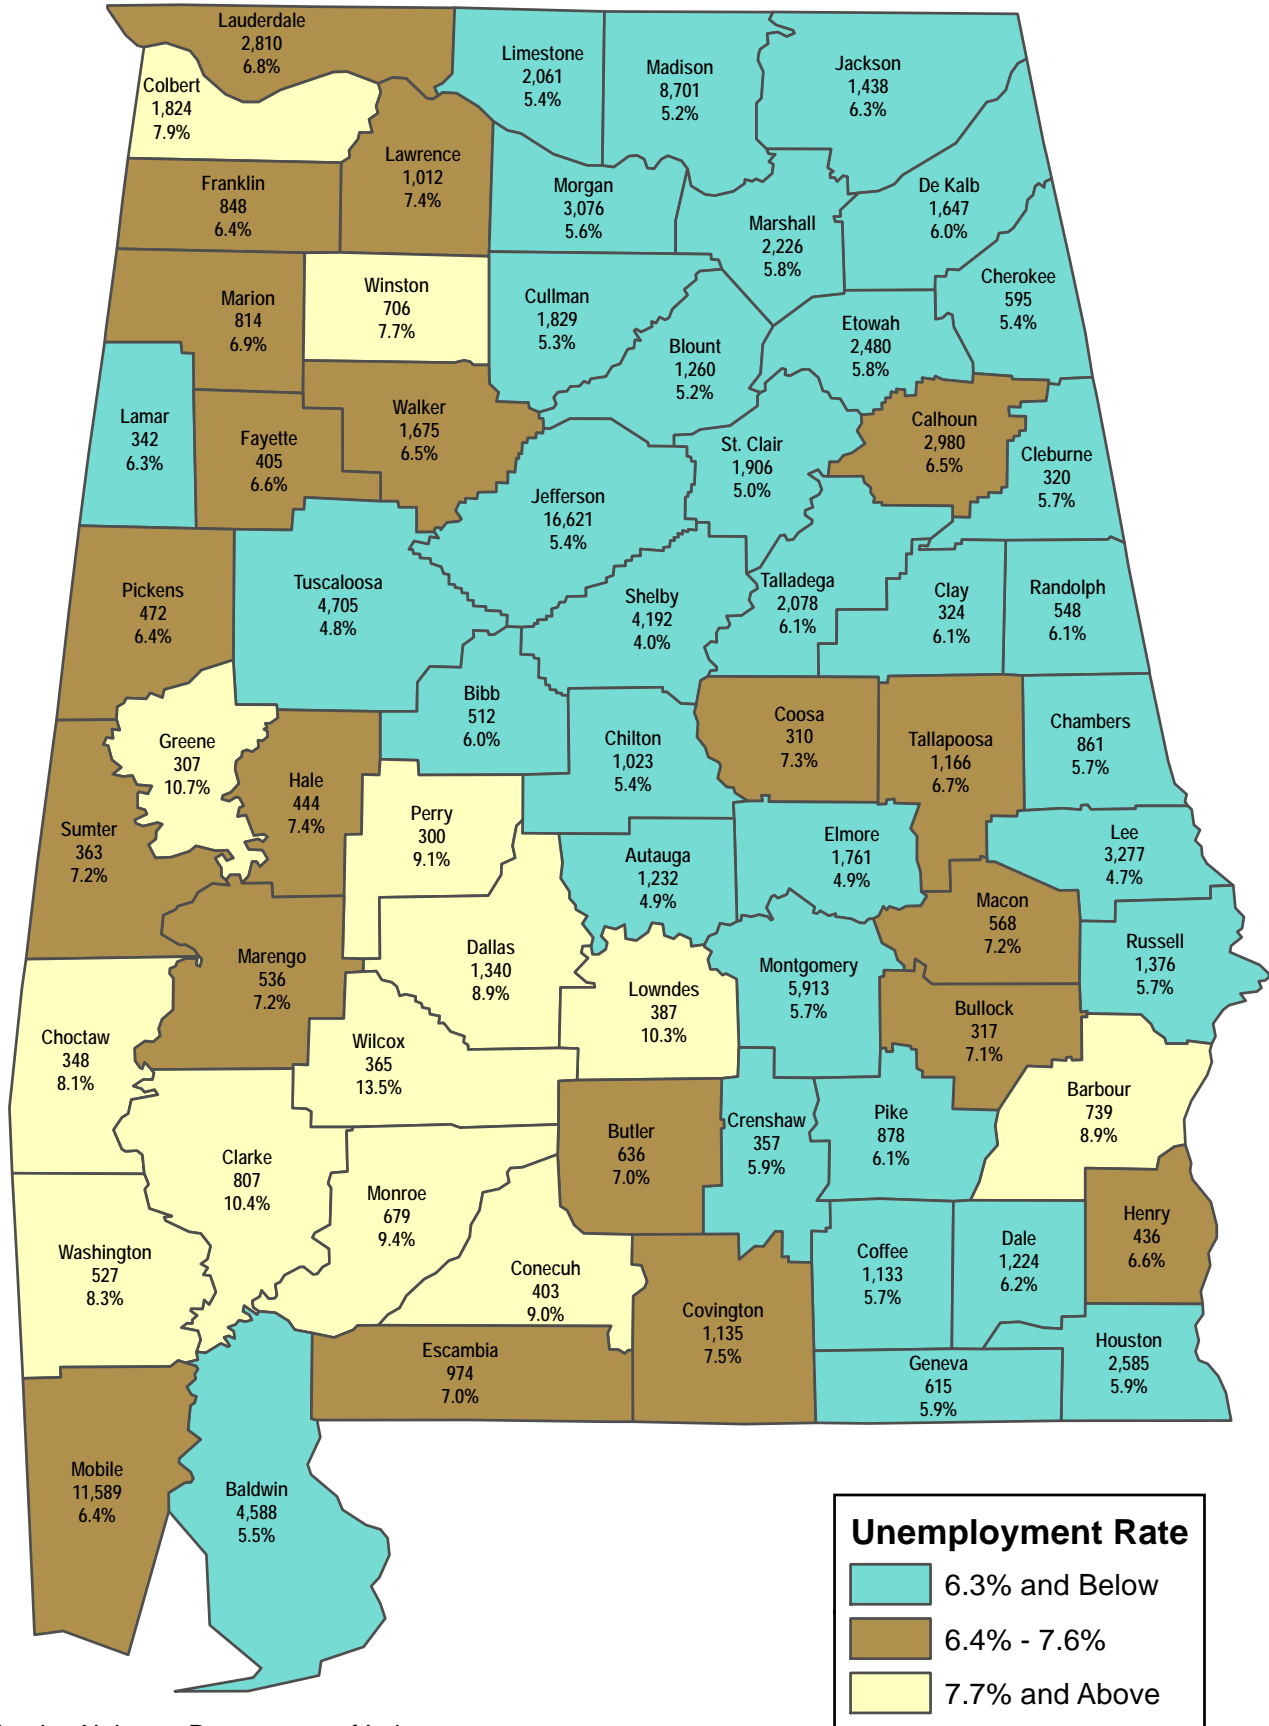 Lauderdale
2,810
6.8%
Limestone
2,061
5.4%
Madison
8,701
5.2%
Jackson
1,438
6.3%
Colbert
1,824
7.9%
Lawrence
1,012
7.4%
Franklin
848
6.4%
Morgan
3,076
5.6%
De Kalb
1,647
6.0%
Marshall
2,226
5.8%
Cherokee
595
5.4%
Marion
814
6.9%
Winston
706
7.7%
Cullman
1,829
5.3%
Etowah
2,480
5.8%
Blount
1,260
5.2%
Lamar
342
6.3%
Fayette
405
6.6%
Walker
1,675
6.5%
St. Clair
1,906
5.0%
Calhoun
2,980
6.5%
Cleburne
320
5.7%
Jefferson
16,621
5.4%
Pickens
472
6.4%
Tuscaloosa
4,705
4.8%
Shelby
4,192
4.0%
Talladega
2,078
6.1%
Clay
324
6.1%
Randolph
548
6.1%
Bibb
512
6.0%
Greene
307
10.7%
Hale
444
7.4%
Chilton
1,023
5.4%
Coosa
310
7.3%
Tallapoosa
1,166
6.7%
Chambers
861
5.7%
Sumter
363
7.2%
Perry
300
9.1%
Autauga
1,232
4.9%
Elmore
1,761
4.9%
Lee
3,277
4.7%
Macon
568
7.2%
Russell
1,376
5.7%
Marengo
536
7.2%
Dallas
1,340
8.9%
Lowndes
387
10.3%
Montgomery
5,913
5.7%
Bullock
317
7.1%
Choctaw
348
8.1%
Wilcox
365
13.5%
Barbour
739
8.9%
Butler
636
7.0%
Crenshaw
357
5.9%
Pike
878
6.1%
Clarke
807
10.4%
Monroe
679
9.4%
Henry
436
6.6%
Washington
527
8.3%
Conecuh
403
9.0%
Covington
1,135
7.5%
Coffee
1,133
5.7%
Dale
1,224
6.2%
Escambia
974
7.0%
Geneva
615
5.9%
Houston
2,585
5.9%
Mobile
11,589
6.4%
Baldwin
4,588
5.5%
Unemployment Rate
6.3% and Below
6.4% - 7.6%
7.7% and Above